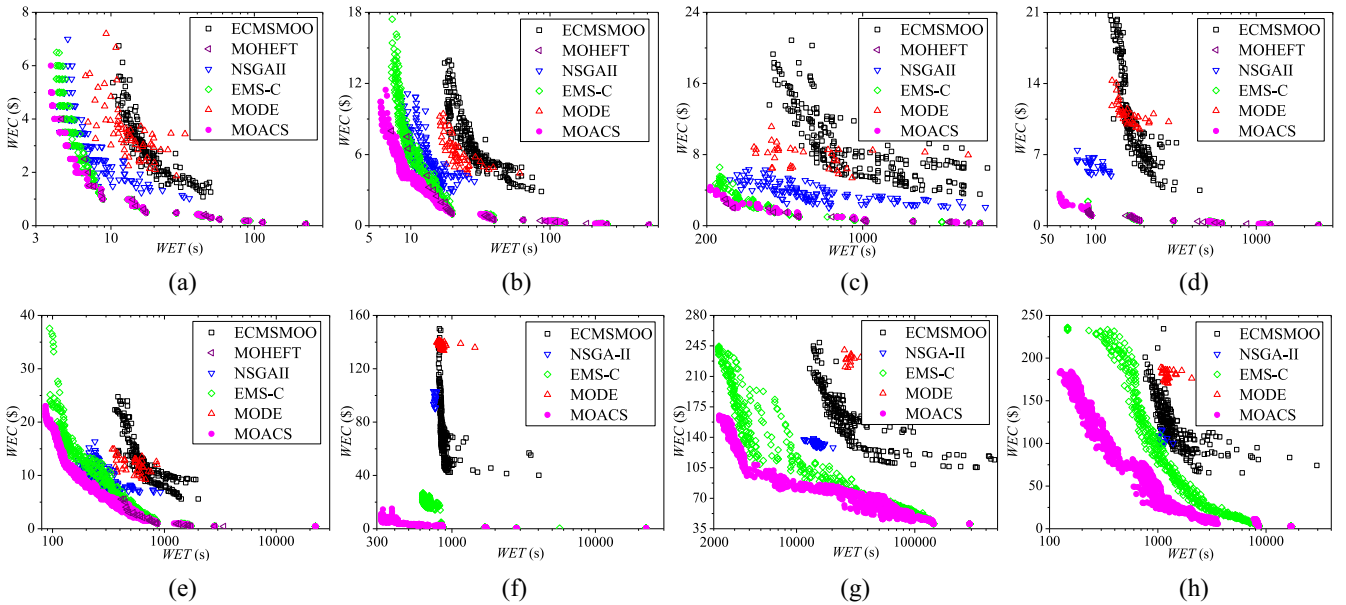 WEC ($)
18
12
6
0
5 10 100 500
WET (s)
ECMSMOO
MOHEFT
NSGAII
EMS-C
MODE
MOACS
(b)
WEC ($)
8
6
4
2
0
3 10 100
WET (s)
ECMSMOO
MOHEFT
NSGAII
EMS-C
MODE
MOACS
(a)
WEC ($)
24
18
12
6
0
200 1000
WET (s)
ECMSMOO
MOHEFT
NSGAII
EMS-C
MODE
MOACS
(c)
WEC ($)
21
14
7
0
50 100 1000
WET (s)
ECMSMOO
MOHEFT
NSGAII
EMS-C
MODE
MOACS
(d)
WEC ($)
40
30
20
10
0
100 1000 10000
WET (s)
ECMSMOO
MOHEFT
NSGAII
EMS-C
MODE
MOACS
(e)
WEC ($)
160
120
80
40
0
300 1000 10000
WET (s)
ECMSMOO
NSGA-II
EMS-C
MODE
MOACS
(f)
WEC ($)
280
245
210
175
140
105
70
35
2000 10000 100000
WET (s)
ECMSMOO
NSGA-II
EMS-C
MODE
MOACS
(g)
WEC ($)
250
200
150
100
50
0
100 1000 10000
WET (s)
ECMSMOO
NSGA-II
EMS-C
MODE
MOACS
(h)